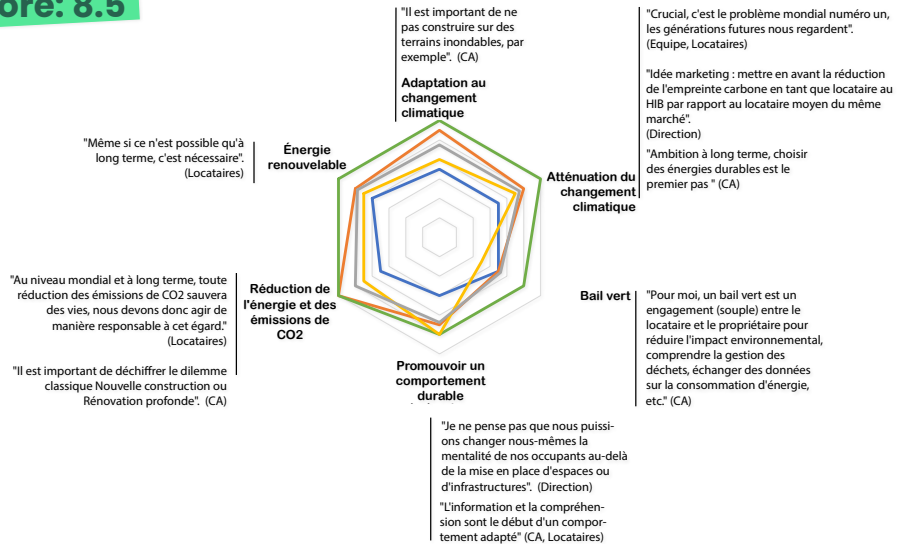 ore: 8.5
"Il est important de ne
pas construire sur des
terrains inondables, par
exemple". (CA)
Adaptation au
changement
climatique
"Crucial, c'est le problème mondial numéro un,
les générations futures nous regardent".
(Equipe, Locataires)
"Idée marketing : mettre en avant la réduction
de l'empreinte carbone en tant que locataire au
HIB par rapport au locataire moyen du même
marché".
(Direction)
"Ambition à long terme, choisir
des énergies durables est le
premier pas " (CA)
Atténuation du
changement
climatique
"Même si ce n'est possible qu'à
long terme, c'est nécessaire".
(Locataires)
Énergie
renouvelable
"Au niveau mondial et à long terme, toute
réduction des émissions de CO2 sauvera
des vies, nous devons donc agir de
manière responsable à cet égard."
(Locataires)
"Il est important de déchiffrer le dilemme
classique Nouvelle construction ou
Rénovation profonde". (CA)
Réduction de
l'énergie et des
émissions de
CO2
Bail vert
"Pour moi, un bail vert est un
engagement (souple) entre le
locataire et le propriétaire pour
réduire l'impact environnemental,
comprendre la gestion des
déchets, échanger des données
sur la consommation d'énergie,
etc." (CA)
Promouvoir un
comportement
durable
"Je ne pense pas que nous puissi-
ons changer nous-mêmes la
mentalité de nos occupants au-delà
de la mise en place d'espaces ou
d'infrastructures". (Direction)
"L'information et la compréhen-
sion sont le début d'un compor-
tement adapté" (CA, Locataires)